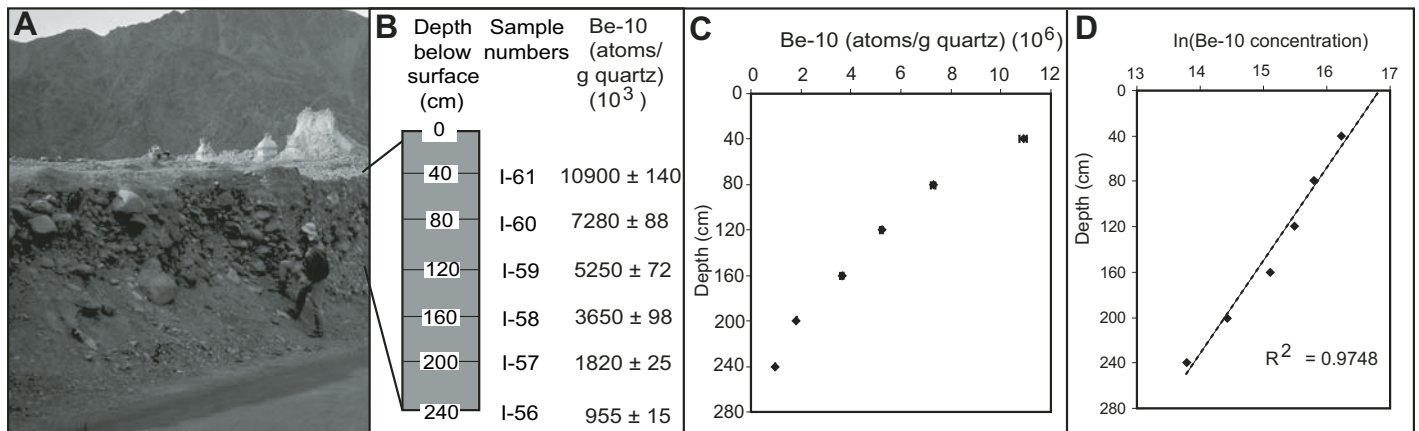 A
B
Depth
below
surface
(cm)
Sample
numbers
Be-10
(atoms/
g quartz)
(10³ )
0
40 I-61 10900 ± 140
80 I-60 7280 ± 88
120 I-59 5250 ± 72
160 I-58 3650 ± 98
200 I-57 1820 ± 25
240 I-56 955 ± 15
C
Be-10 (atoms/g quartz) (10⁶)
0 2 4 6 8 10 12
Depth (cm)
0
40
80
120
160
200
240
280
D
ln(Be-10 concentration)
13 14 15 16 17
Depth (cm)
0
40
80
120
160
200
240
280
R² = 0.9748